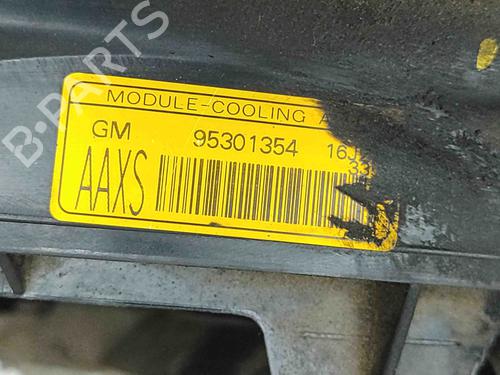 MODULE-COOLING
GM 95301354
AAXS
B-PARTS